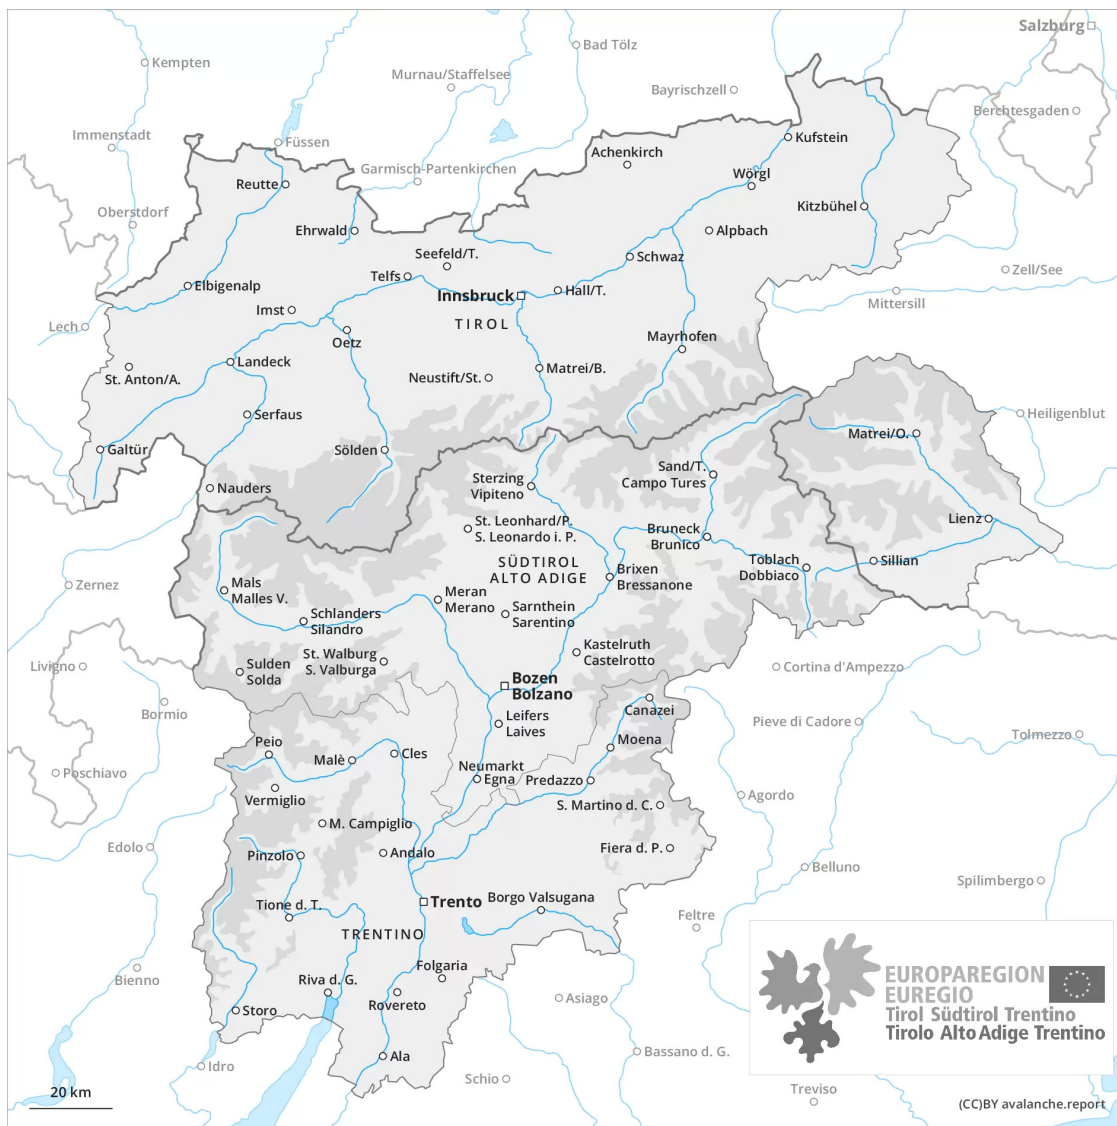 Salzburg
Bad Tölz
Kempten
Murnau/Staffelsee
Bayrischzell
Berchtesgaden
Immenstadt
Füssen
Kufstein
Achenkirch
Garmisch-Partenkirchen
Wörgl
Reutte
Kitzbühel
Oberstdorf
Ehrwald
Alpbach
Seefeld/T.
Schwaz
Zell/See
Telfs
Elbigenalp
Hall/T.
Innsbruck
Mittersill
Imst
TIROL
Lech
Oetz
Mayrhofen
Landeck
Matrei/B.
St. Anton/A.
Neustift/St.
Serfaus
Heiligenblut
Matrei/O.
Galtür
Sölden
Sand/T.
Campo Tures
Sterzing
Vipiteno
Nauders
Lienz
St. Leonhard/P.
S. Leonardo i. P.
Bruneck
Brunico
SÜDTIROL
ALTO ADIGE
Toblach
Dobbiaco
Sillian
Brixen
Bressanone
Zernez
Mals
Malles V.
Meran
Merano
Sarnthein
Sarentino
Schlanders
Silandro
Kastelruth
Castelrotto
St. Walburg
S. Valburga
Livigno
Sulden
Solda
Cortina d'Ampezzo
Bozen
Bolzano
Canazei
Bormio
Leifers
Laives
Pieve di Cadore
Tolmezzo
Moena
Peio
Cles
Malè
Neumarkt
Egna
Poschiavo
Predazzo
Vermiglio
Agordo
S. Martino d. C.
M. Campiglio
Edolo
Pinzolo
Andalo
Fiera d. P.
Belluno
Spilimbergo
Trento
Borgo Valsugana
Tione d. T.
Feltre
TRENTINO
Folgaria
Bienno
Riva d. G.
Rovereto
Asiago
Storo
EUROPAREGION
EUREGIO
Tirol Südtirol Trentino
Tirolo Alto Adige Trentino
Ala
Bassano d. G.
Idro
Schio
Treviso
20 km
(CC)BY avalanche.report